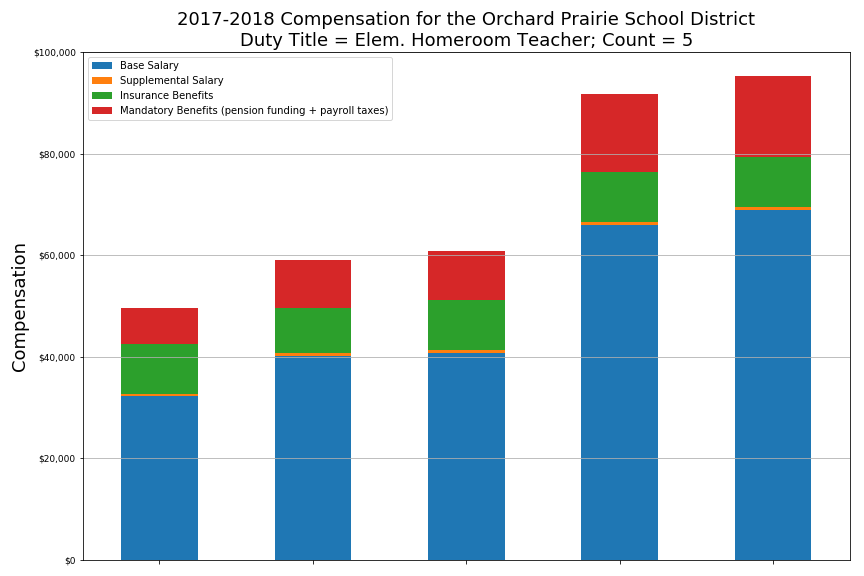 2017-2018 Compensation for the Orchard Prairie School District
Duty Title = Elem. Homeroom Teacher; Count = 5
$100,000
Base Salary
Supplemental Salary
Insurance Benefits
Mandatory Benefits (pension funding + payroll taxes)
$80,000
$60,000
Compensation
$40,000
$20,000
$0